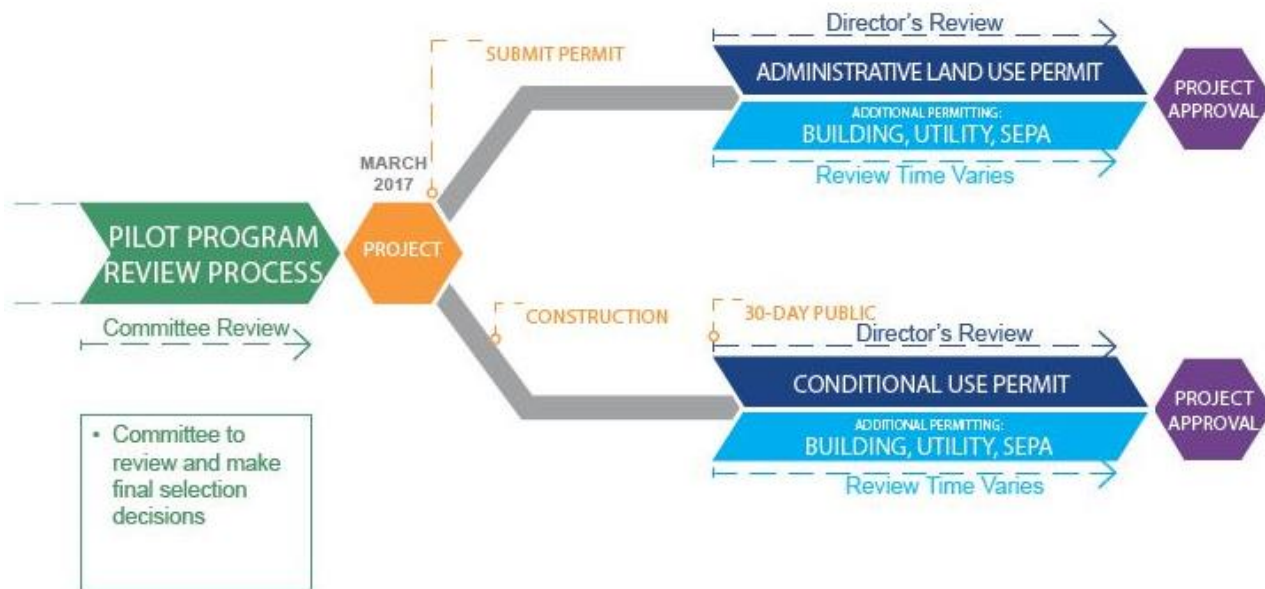 Director's Review
SUBMIT PERMIT
ADMINISTRATIVE LAND USE PERMIT
PROJECT
APPROVAL
ADDITIONAL PERMITTING:
BUILDING, UTILITY, SEPA
Review Time Varies
MARCH
2017
PILOT PROGRAM
REVIEW PROCESS
PROJECT
Committee Review
CONSTRUCTION
30-DAY PUBLIC
Director's Review
CONDITIONAL USE PERMIT
PROJECT
APPROVAL
ADDITIONAL PERMITTING:
BUILDING, UTILITY, SEPA
Review Time Varies
• Committee to
review and make
final selection
decisions